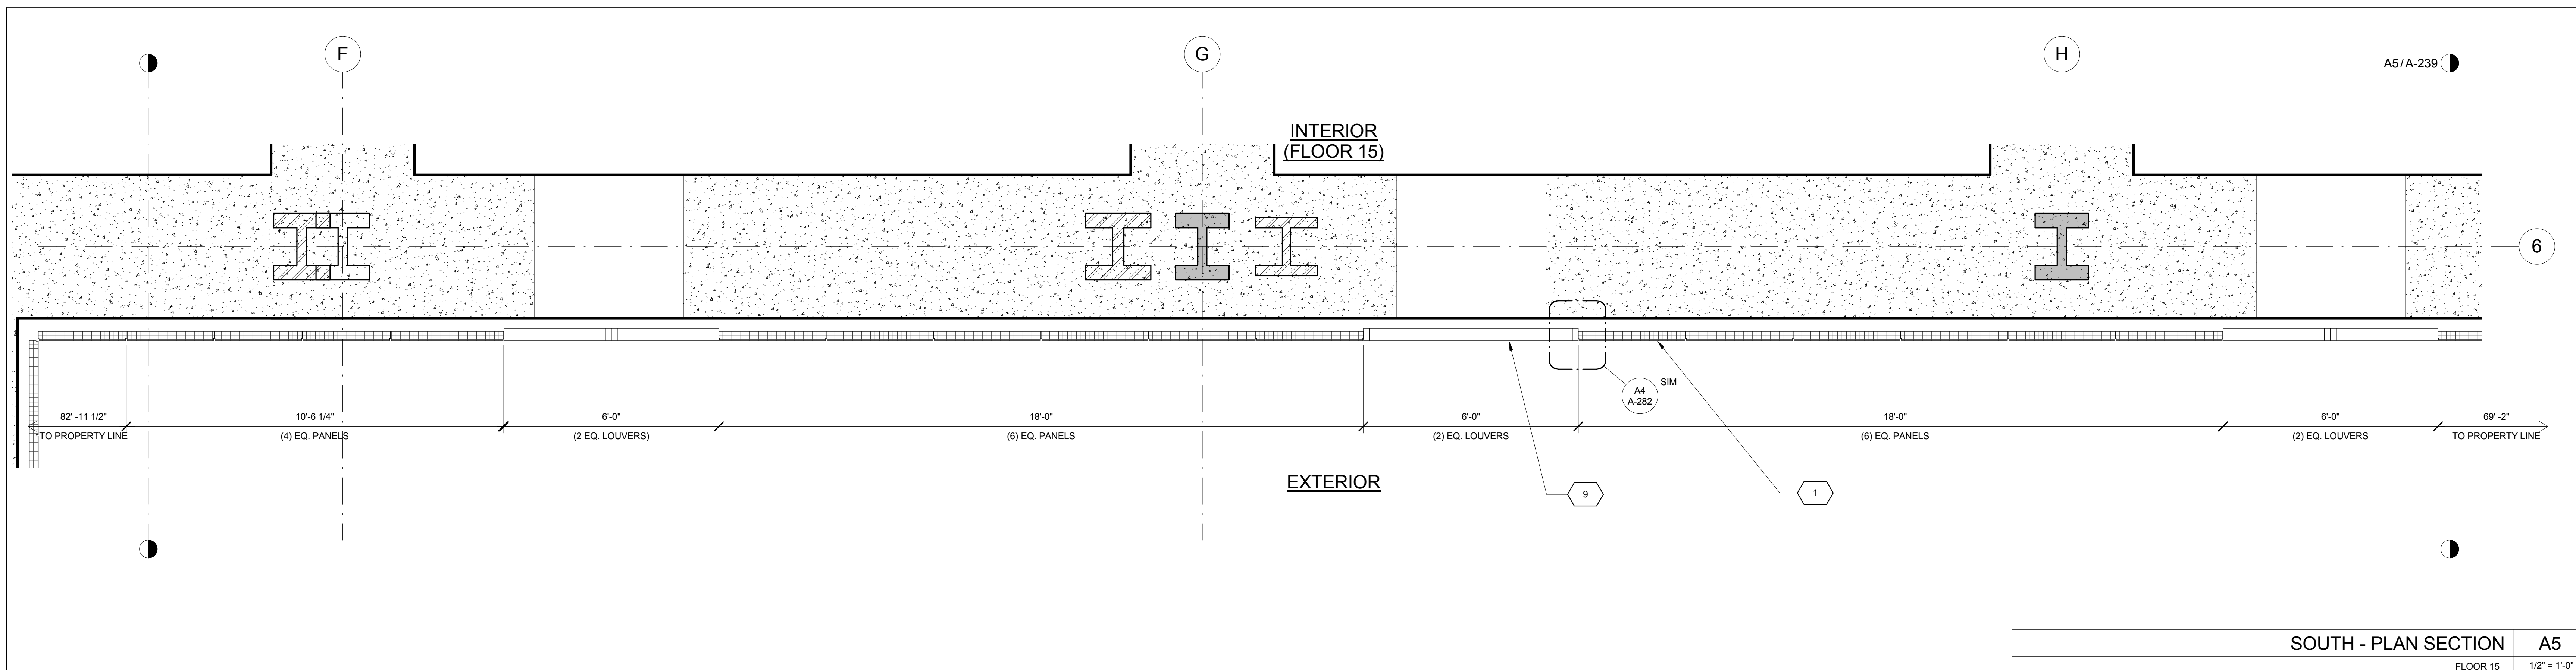 F
G
H
A5/A-239
INTERIOR
(FLOOR 15)
6
A4
A-282
SIM
82' -11 1/2"
10'-6 1/4"
6'-0"
18'-0"
6'-0"
18'-0"
6'-0"
69' -2"
TO PROPERTY LINE
(4) EQ. PANELS
(2 EQ. LOUVERS)
(6) EQ. PANELS
(2) EQ. LOUVERS
(6) EQ. PANELS
(2) EQ. LOUVERS
TO PROPERTY LINE
EXTERIOR
9
1
SOUTH - PLAN SECTION
A5
FLOOR 15
1/2" = 1'-0"